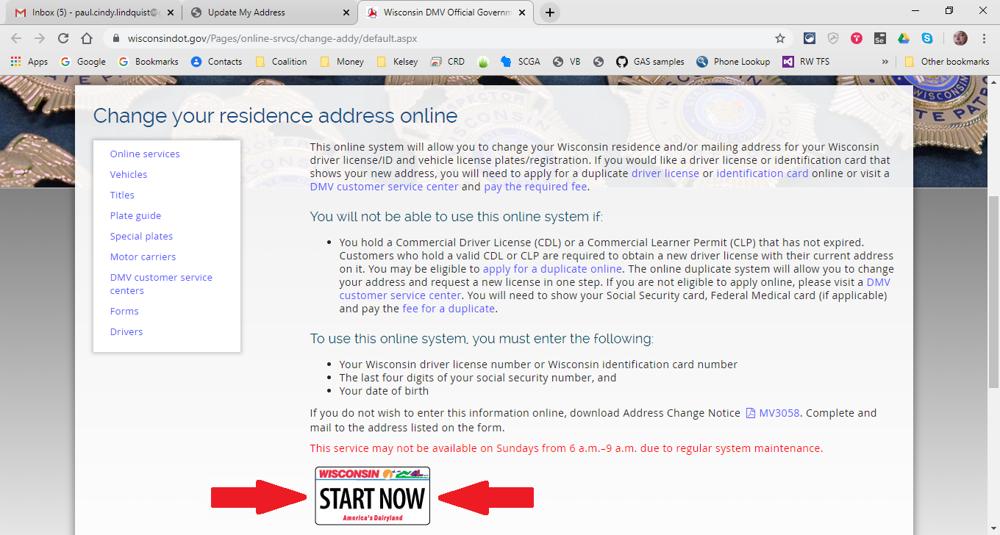 Inbox (5) - paul.cindy.lindquist@g
Update My Address
Wisconsin DMV Official Governm
wisconsindot.gov/Pages/online-srvcs/change-addy/default.aspx
Apps Google Bookmarks Contacts Coalition Money Kelsey CRD SCGA VB GAS samples Phone Lookup RW TFS » Other bookmarks
Change your residence address online
Online services
Vehicles
Titles
Plate guide
Special plates
Motor carriers
DMV customer service
centers
Forms
Drivers
This online system will allow you to change your Wisconsin residence and/or mailing address for your Wisconsin
driver license/ID and vehicle license plates/registration. If you would like a driver license or identification card that
shows your new address, you will need to apply for a duplicate driver license or identification card online or visit a
DMV customer service center and pay the required fee.
You will not be able to use this online system if:
• You hold a Commercial Driver License (CDL) or a Commercial Learner Permit (CLP) that has not expired.
Customers who hold a valid CDL or CLP are required to obtain a new driver license with their current address
on it. You may be eligible to apply for a duplicate online. The online duplicate system will allow you to change
your address and request a new license in one step. If you are not eligible to apply online, please visit a DMV
customer service center. You will need to show your Social Security card, Federal Medical card (if applicable)
and pay the fee for a duplicate.
To use this online system, you must enter the following:
• Your Wisconsin driver license number or Wisconsin identification card number
• The last four digits of your social security number, and
• Your date of birth
If you do not wish to enter this information online, download Address Change Notice MV3058. Complete and
mail to the address listed on the form.
This service may not be available on Sundays from 6 a.m.–9 a.m. due to regular system maintenance.
WISCONSIN
START NOW
America's Dairyland